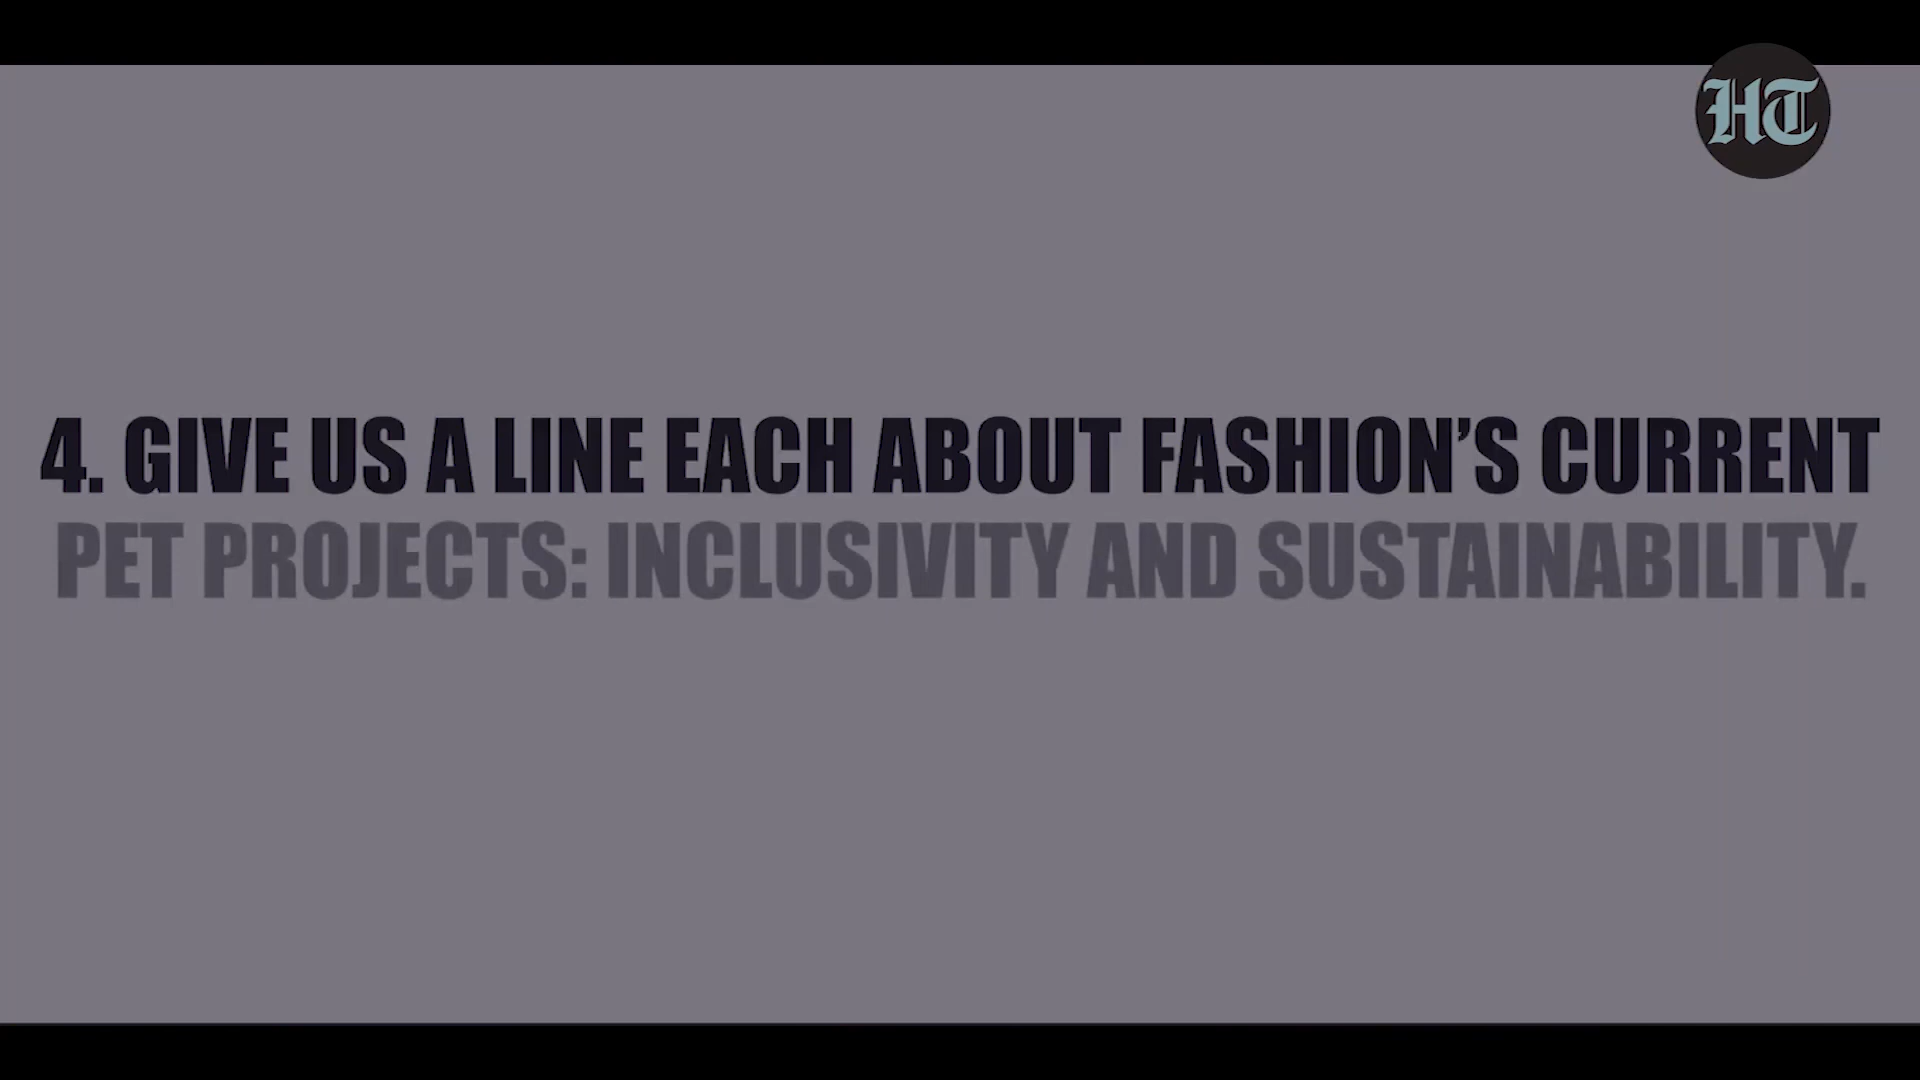 HT
4. GIVE US A LINE EACH ABOUT FASHION’S CURRENT
PET PROJECTS: INCLUSIVITY AND SUSTAINABILITY.